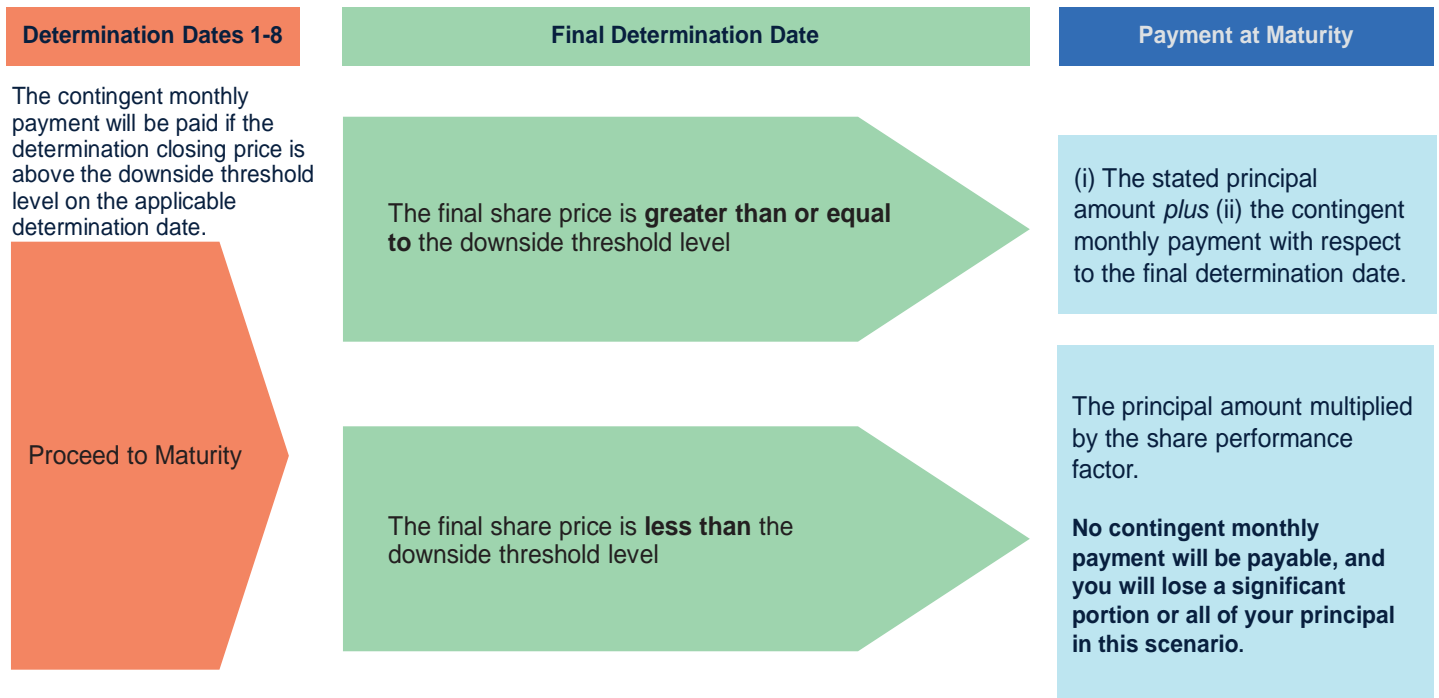 Determination Dates 1-8
The contingent monthly
payment will be paid if the
determination closing price is
above the downside threshold
level on the applicable
determination date.
Proceed to Maturity
Final Determination Date
The final share price is greater than or equal
to the downside threshold level
The final share price is less than the
downside threshold level
Payment at Maturity
(i) The stated principal
amount plus (ii) the contingent
monthly payment with respect
to the final determination date.
The principal amount multiplied
by the share performance
factor.
No contingent monthly
payment will be payable, and
you will lose a significant
portion or all of your principal
in this scenario.